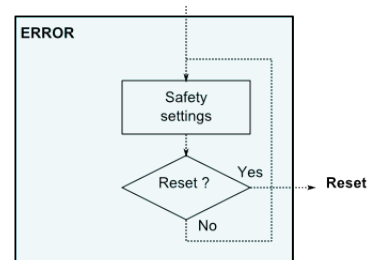 ERROR
Safety
settings
Reset ?
Yes
Reset
No